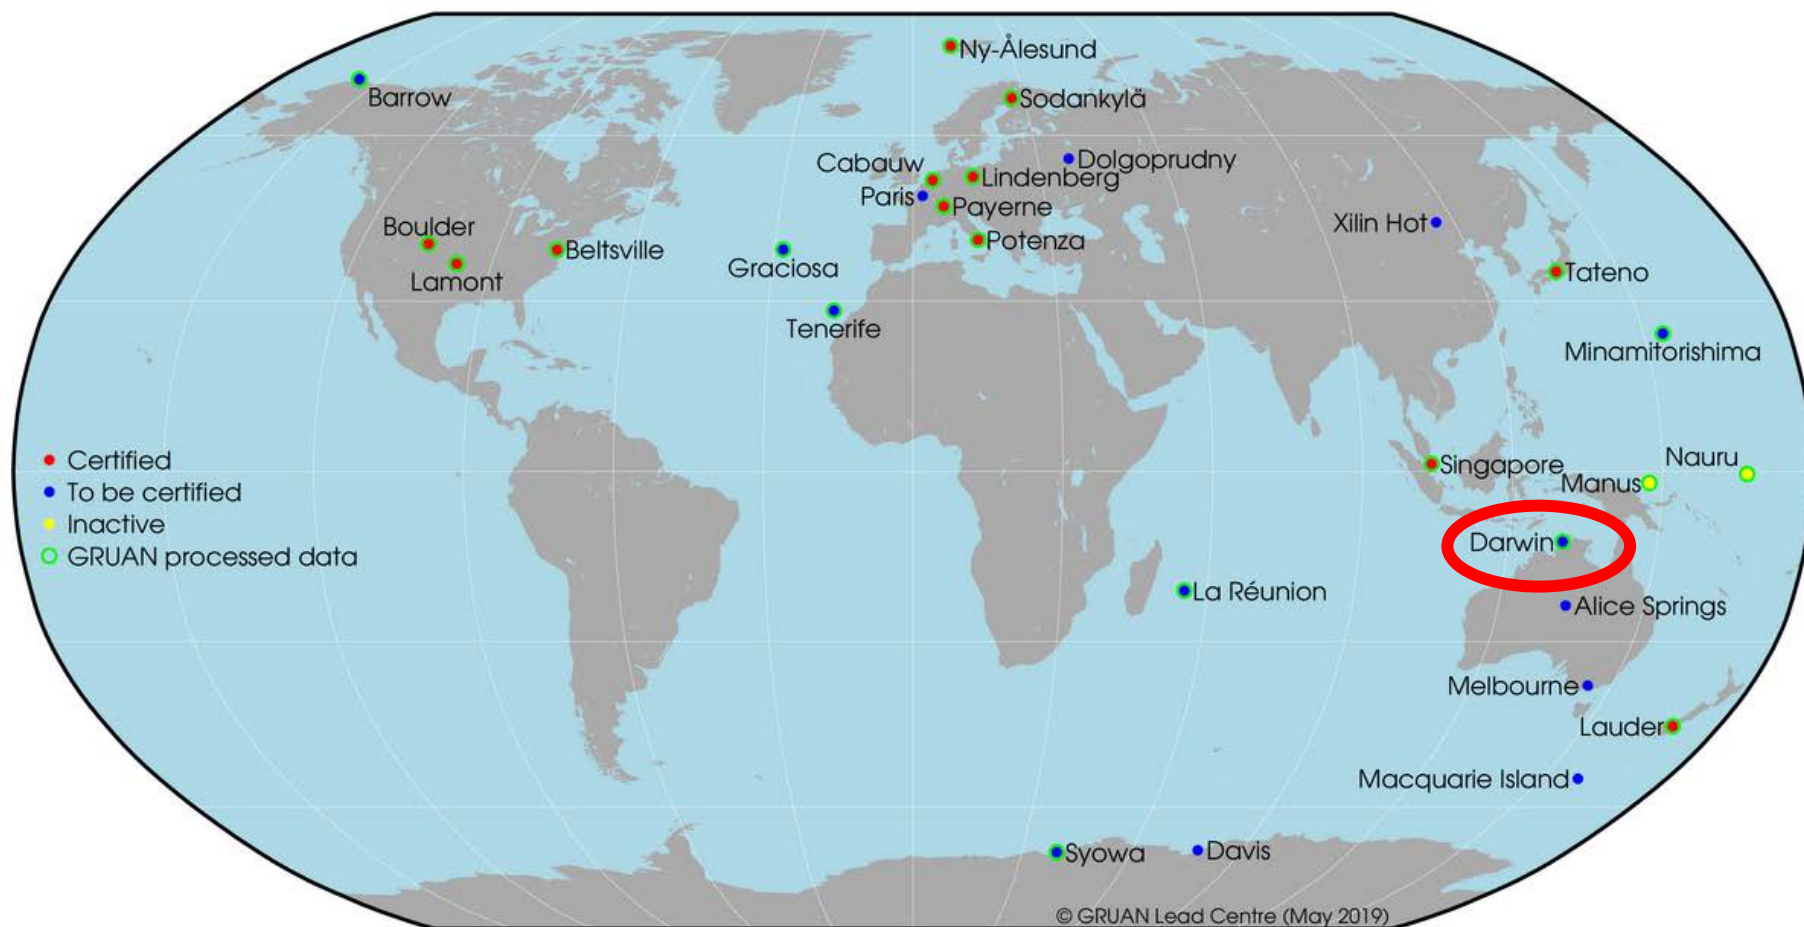 Ny-Ålesund
Barrow
Sodankylä
Cabauw
Dolgoprudny
Lindenberg
Paris
Payerne
Xilin Hot
Boulder
Potenza
Beltsville
Graciosa
Lamont
Tateno
Tenerife
Minamitorishima
Certified
Singapore
Nauru
Manus
To be certified
Inactive
Darwin
GRUAN processed data
La Réunion
Alice Springs
Melbourne
Lauder
Macquarie Island
Syowa
Davis
© GRUAN Lead Centre (May 2019)